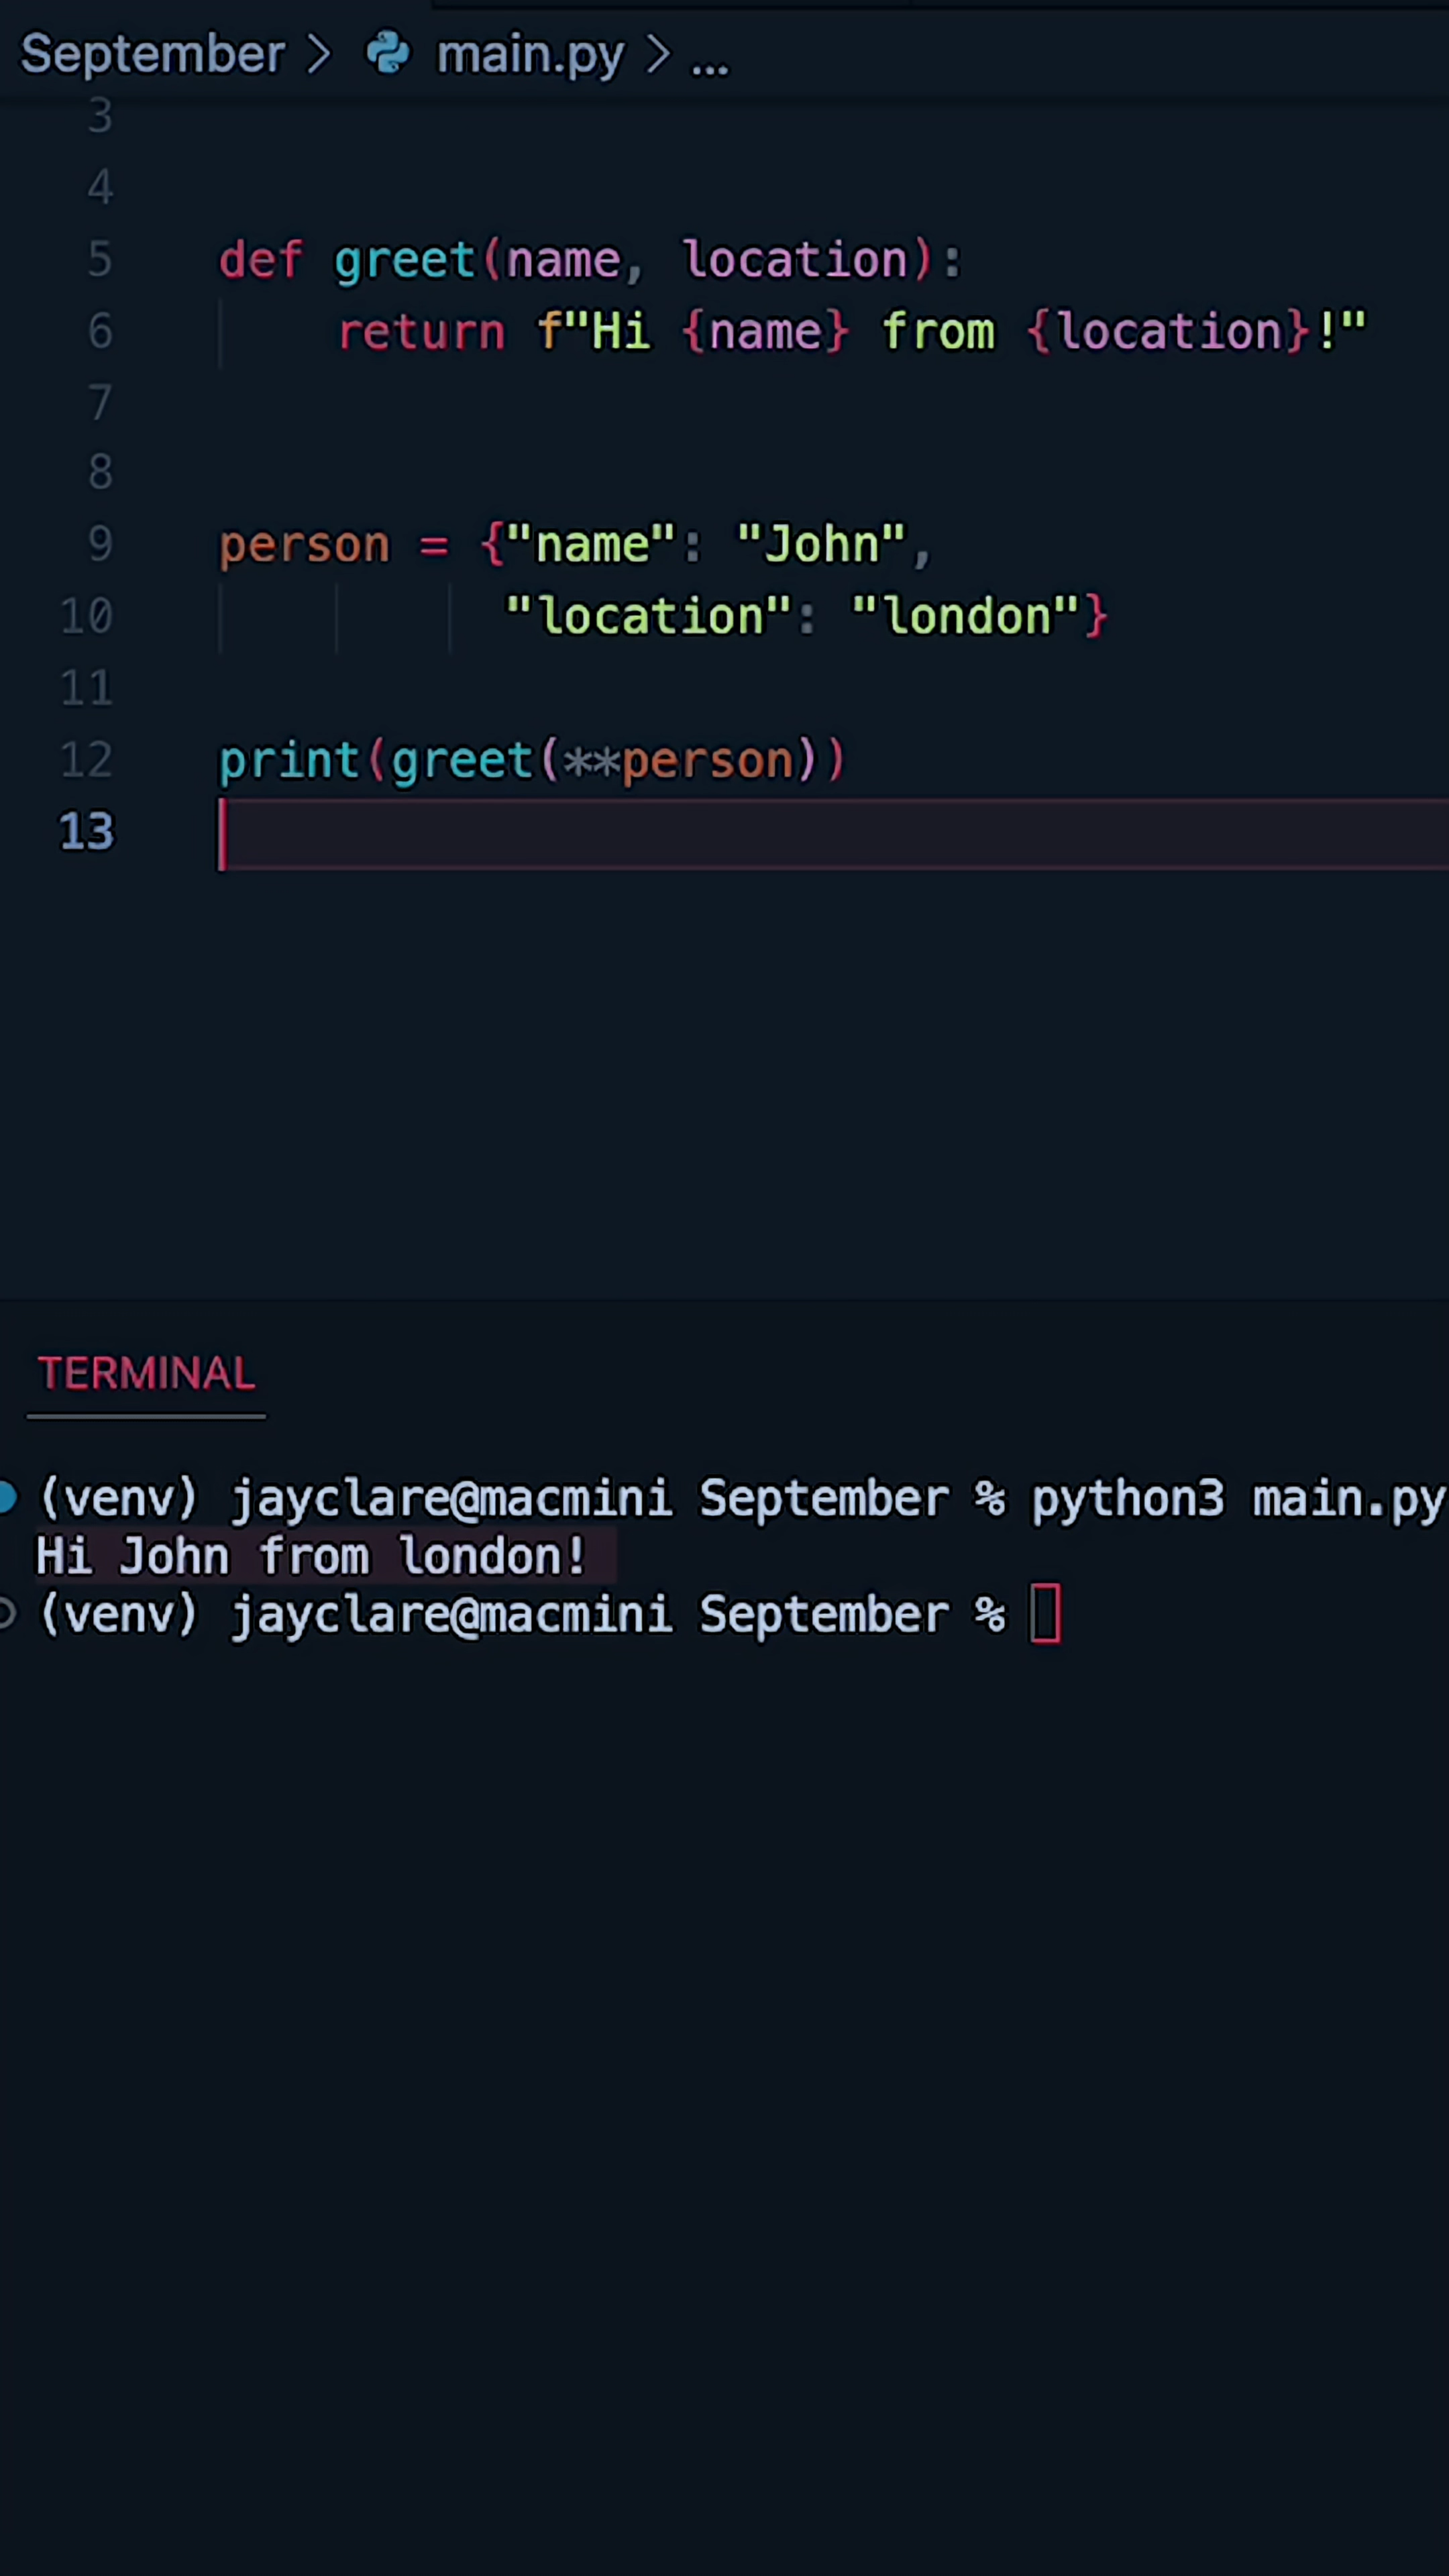 September > main.py > ...
3
4
5 def greet(name, location):
6     return f"Hi {name} from {location}!"
7
8
9 person = {"name": "John",
10           "location": "london"}
11
12 print(greet(**person))
13
TERMINAL
(venv) jayclare@macmini September % python3 main.py
Hi John from london!
(venv) jayclare@macmini September %